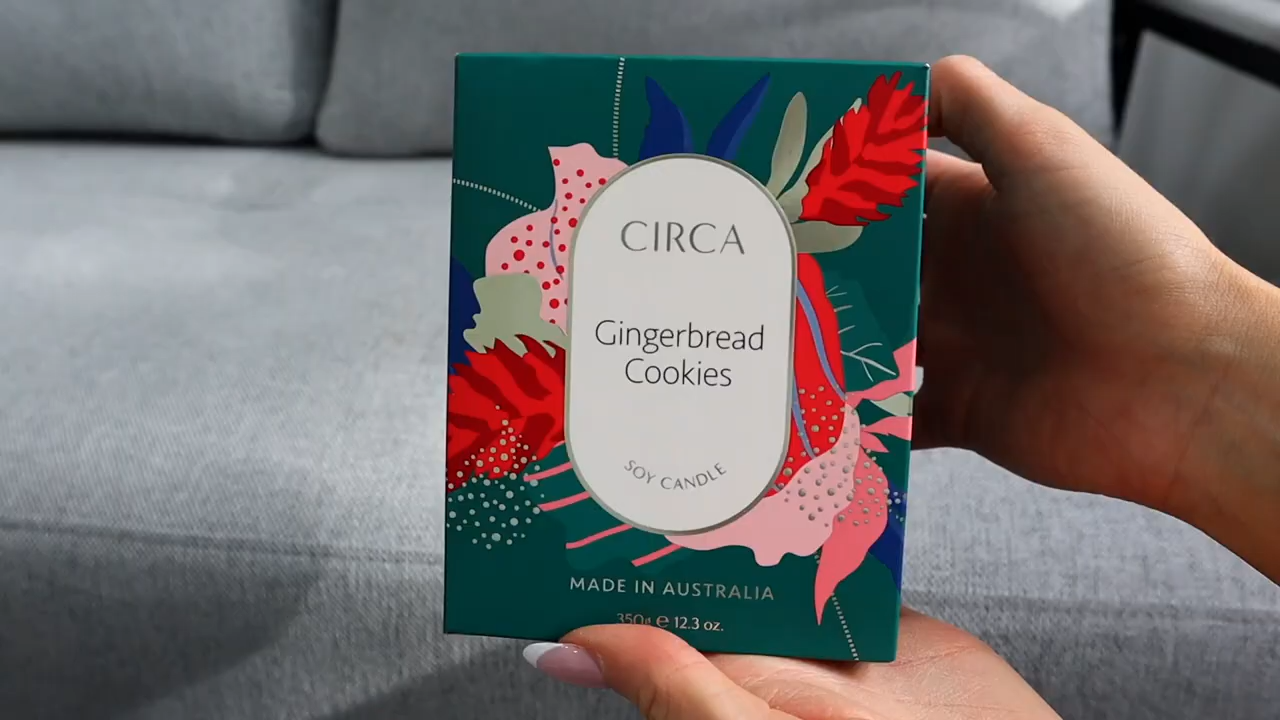 CIRCA
Gingerbread
Cookies
SOY CANDLE
MADE IN AUSTRALIA
350g ℮ 12.3 oz.